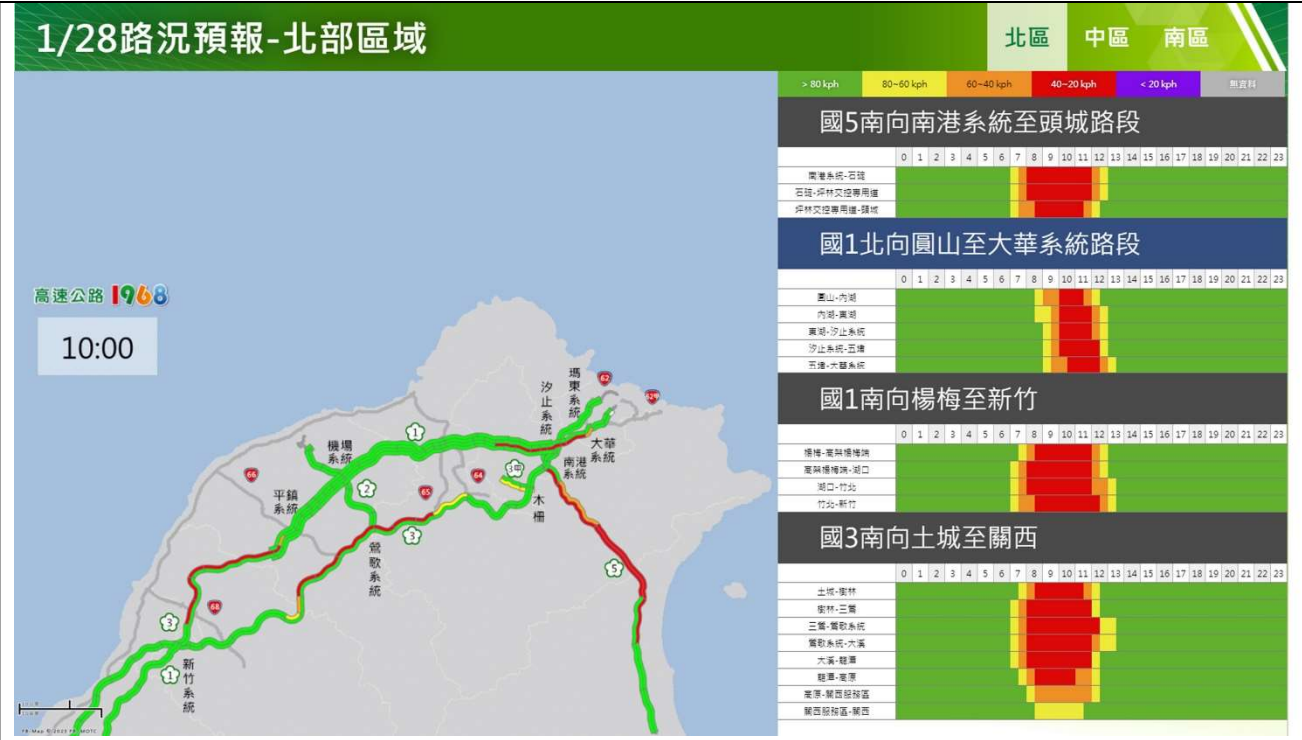 1/28路況預報-北部區域
北區 中區 南區
> 80 kph 80~60 kph 60~40 kph 40~20 kph < 20 kph 無資料
高速公路 1968
10:00
國5南向南港系統至頭城路段
0 1 2 3 4 5 6 7 8 9 10 11 12 13 14 15 16 17 18 19 20 21 22 23
南港系統-石碇
石碇-坪林交控專用道
坪林交控專用道-頭城
國1北向圓山至大華系統路段
0 1 2 3 4 5 6 7 8 9 10 11 12 13 14 15 16 17 18 19 20 21 22 23
圓山-內湖
內湖-東湖
東湖-汐止系統
汐止系統-五堵
五堵-大華系統
國1南向楊梅至新竹
0 1 2 3 4 5 6 7 8 9 10 11 12 13 14 15 16 17 18 19 20 21 22 23
楊梅-高架楊梅端
高架楊梅端-湖口
湖口-竹北
竹北-新竹
國3南向土城至關西
0 1 2 3 4 5 6 7 8 9 10 11 12 13 14 15 16 17 18 19 20 21 22 23
土城-樹林
樹林-三鶯
三鶯-鶯歌系統
鶯歌系統-大溪
大溪-龍潭
龍潭-高原
高原-關西服務區
關西服務區-關西
瑪東系統
62
汐止系統
62甲
1
大華系統
機場系統
南港系統
3甲
64
66
2
65
平鎮系統
木柵
3
鶯歌系統
5
68
3
新竹系統
1